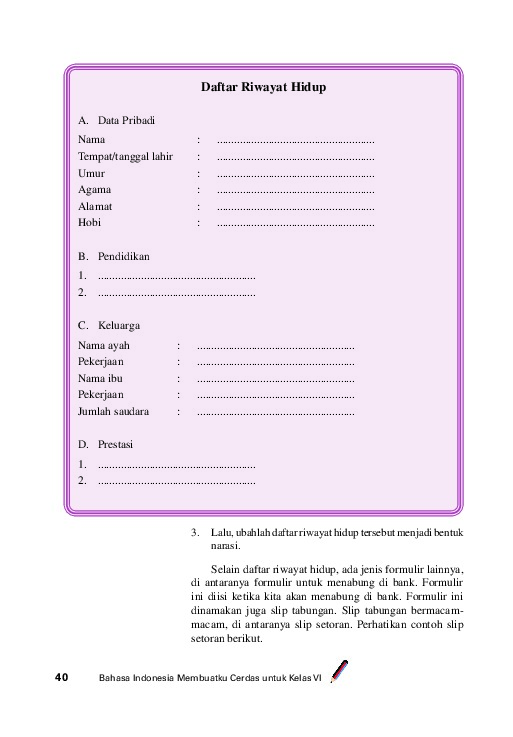 Daftar Riwayat Hidup
A. Data Pribadi
Nama : ........................................................
Tempat/tanggal lahir : ........................................................
Umur : ........................................................
Agama : ........................................................
Alamat : ........................................................
Hobi : ........................................................
B. Pendidikan
1. ........................................................
2. ........................................................
C. Keluarga
Nama ayah : ........................................................
Pekerjaan : ........................................................
Nama ibu : ........................................................
Pekerjaan : ........................................................
Jumlah saudara : ........................................................
D. Prestasi
1. ........................................................
2. ........................................................
3. Lalu, ubahlah daftar riwayat hidup tersebut menjadi bentuk
narasi.
Selain daftar riwayat hidup, ada jenis formulir lainnya,
di antaranya formulir untuk menabung di bank. Formulir
ini diisi ketika kita akan menabung di bank. Formulir ini
dinamakan juga slip tabungan. Slip tabungan bermacam-
macam, di antaranya slip setoran. Perhatikan contoh slip
setoran berikut.
40 Bahasa Indonesia Membuatku Cerdas untuk Kelas VI